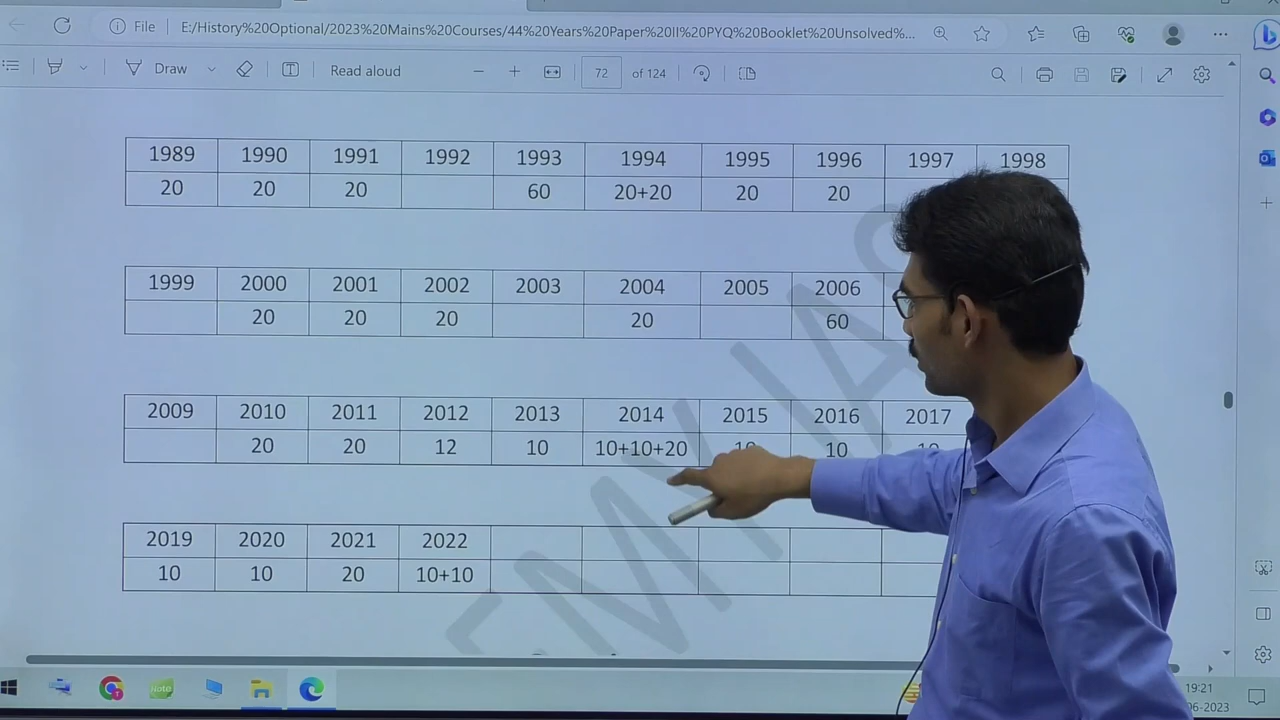 File E:/History%20Optional/2023%20Mains%20Courses/44%20Years%20Paper%20II%20PYQ%20Booklet%20Unsolved%...
Draw Read aloud 72 of 124
1989 1990 1991 1992 1993 1994 1995 1996 1997 1998
20 20 20 60 20+20 20 20
1999 2000 2001 2002 2003 2004 2005 2006
20 20 20 20 60
2009 2010 2011 2012 2013 2014 2015 2016 2017
20 20 12 10 10+10+20 10 10 10
2019 2020 2021 2022
10 10 20 10+10
EMY IAS
19:21
06-2023